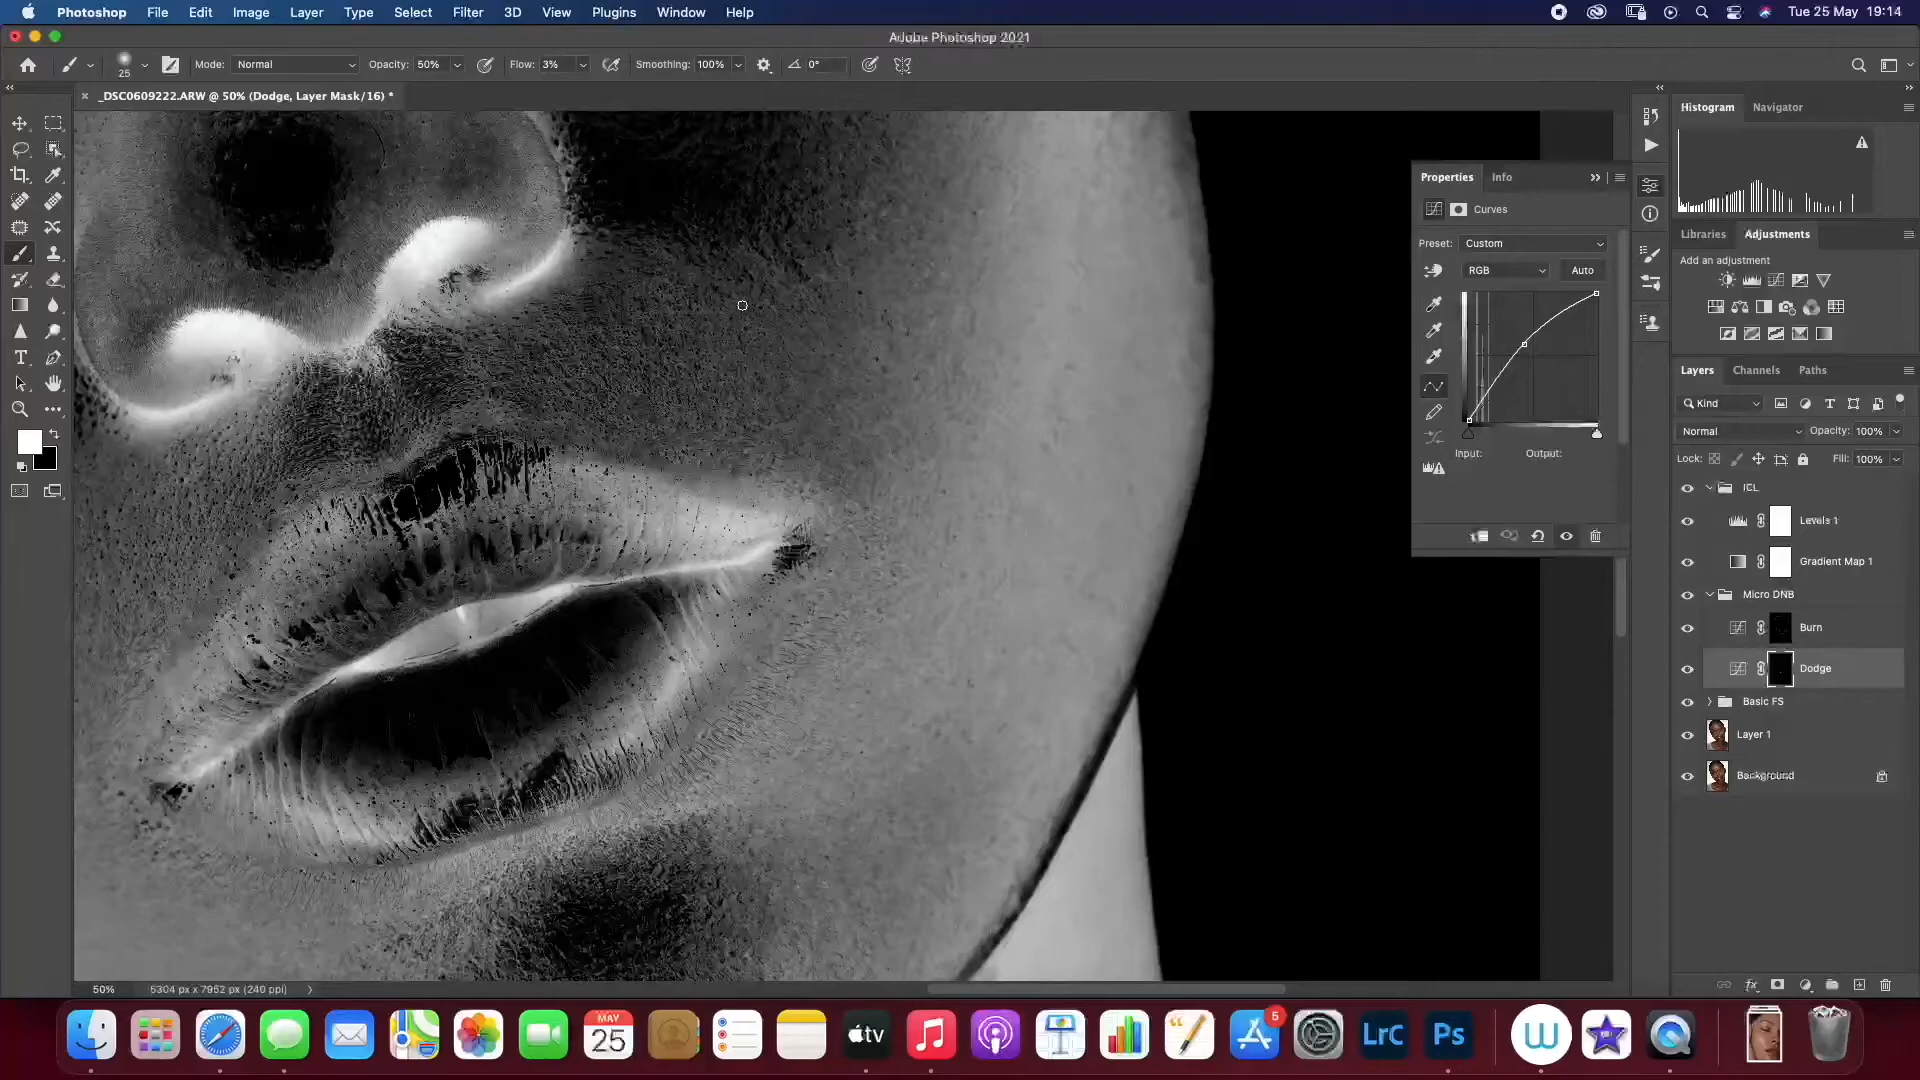 Photoshop File Edit Image Layer Type Select Filter 3D View Plugins Window Help Tue 25 May 19:14
Adobe Photoshop 2021
25 Mode: Normal Opacity: 50% Flow: 3% Smoothing: 100% 0°
_DSC0609222.ARW @ 50% (Dodge, Layer Mask/16) *
Histogram Navigator
Properties Info
Curves
Libraries Adjustments
Preset: Custom
Add an adjustment
RGB Auto
Layers Channels Paths
Kind
Normal Opacity: 100%
Input: Output:
Lock: Fill: 100%
ICL
Levels 1
Gradient Map 1
Micro DNB
Burn
Dodge
Basic FS
Layer 1
Background
50% 5304 px x 7952 px (240 ppi)
MAY
25
tv
5
LrC
Ps
W